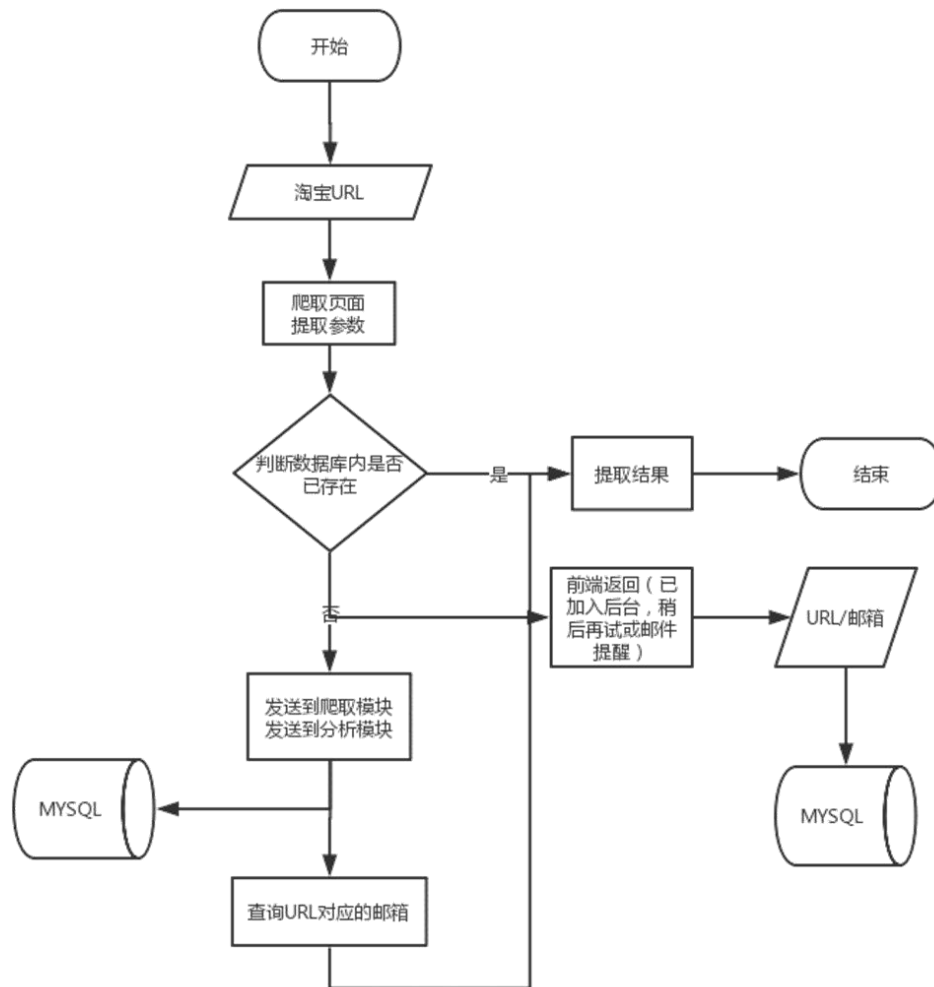 开始
淘宝URL
爬取页面
提取参数
判断数据库内是否
已存在
是
提取结果
结束
否
前端返回（已
加入后台，稍
后再试或邮件
提醒）
URL/邮箱
发送到爬取模块
发送到分析模块
MYSQL
MYSQL
查询URL对应的邮箱